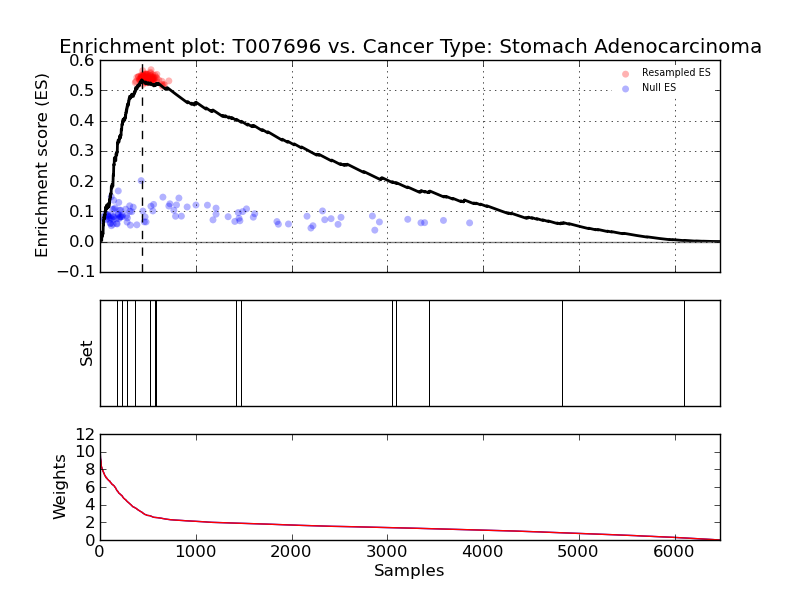 Enrichment plot: T007696 vs. Cancer Type: Stomach Adenocarcinoma
0.6
0.5
0.4
0.3
0.2
0.1
0.0
−0.1
Enrichment score (ES)
Resampled ES
Null ES
Set
12
10
8
6
4
2
0
Weights
0 1000 2000 3000 4000 5000 6000
Samples